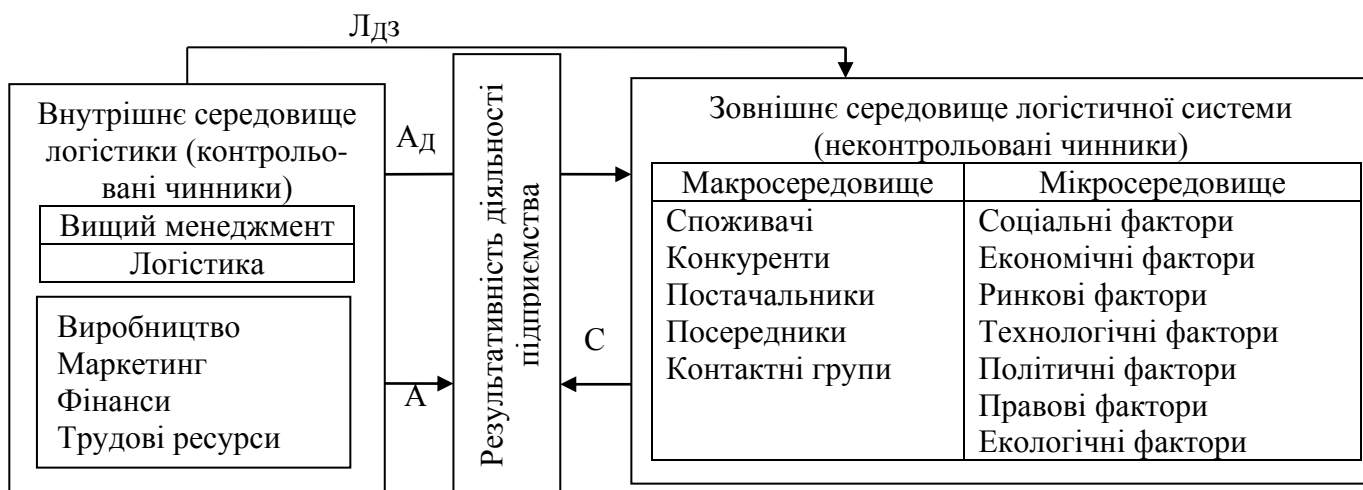 Лдз
Внутрішнє середовище
логістики (контрольо-
вані чинники)
Вищий менеджмент
Логістика
Виробництво
Маркетинг
Фінанси
Трудові ресурси
Ад
А
Результативність діяльності
підприємства
С
Зовнішнє середовище логістичної системи
(неконтрольовані чинники)
Макросередовище
Споживачі
Конкуренти
Постачальники
Посередники
Контактні групи
Мікросередовище
Соціальні фактори
Економічні фактори
Ринкові фактори
Технологічні фактори
Політичні фактори
Правові фактори
Екологічні фактори